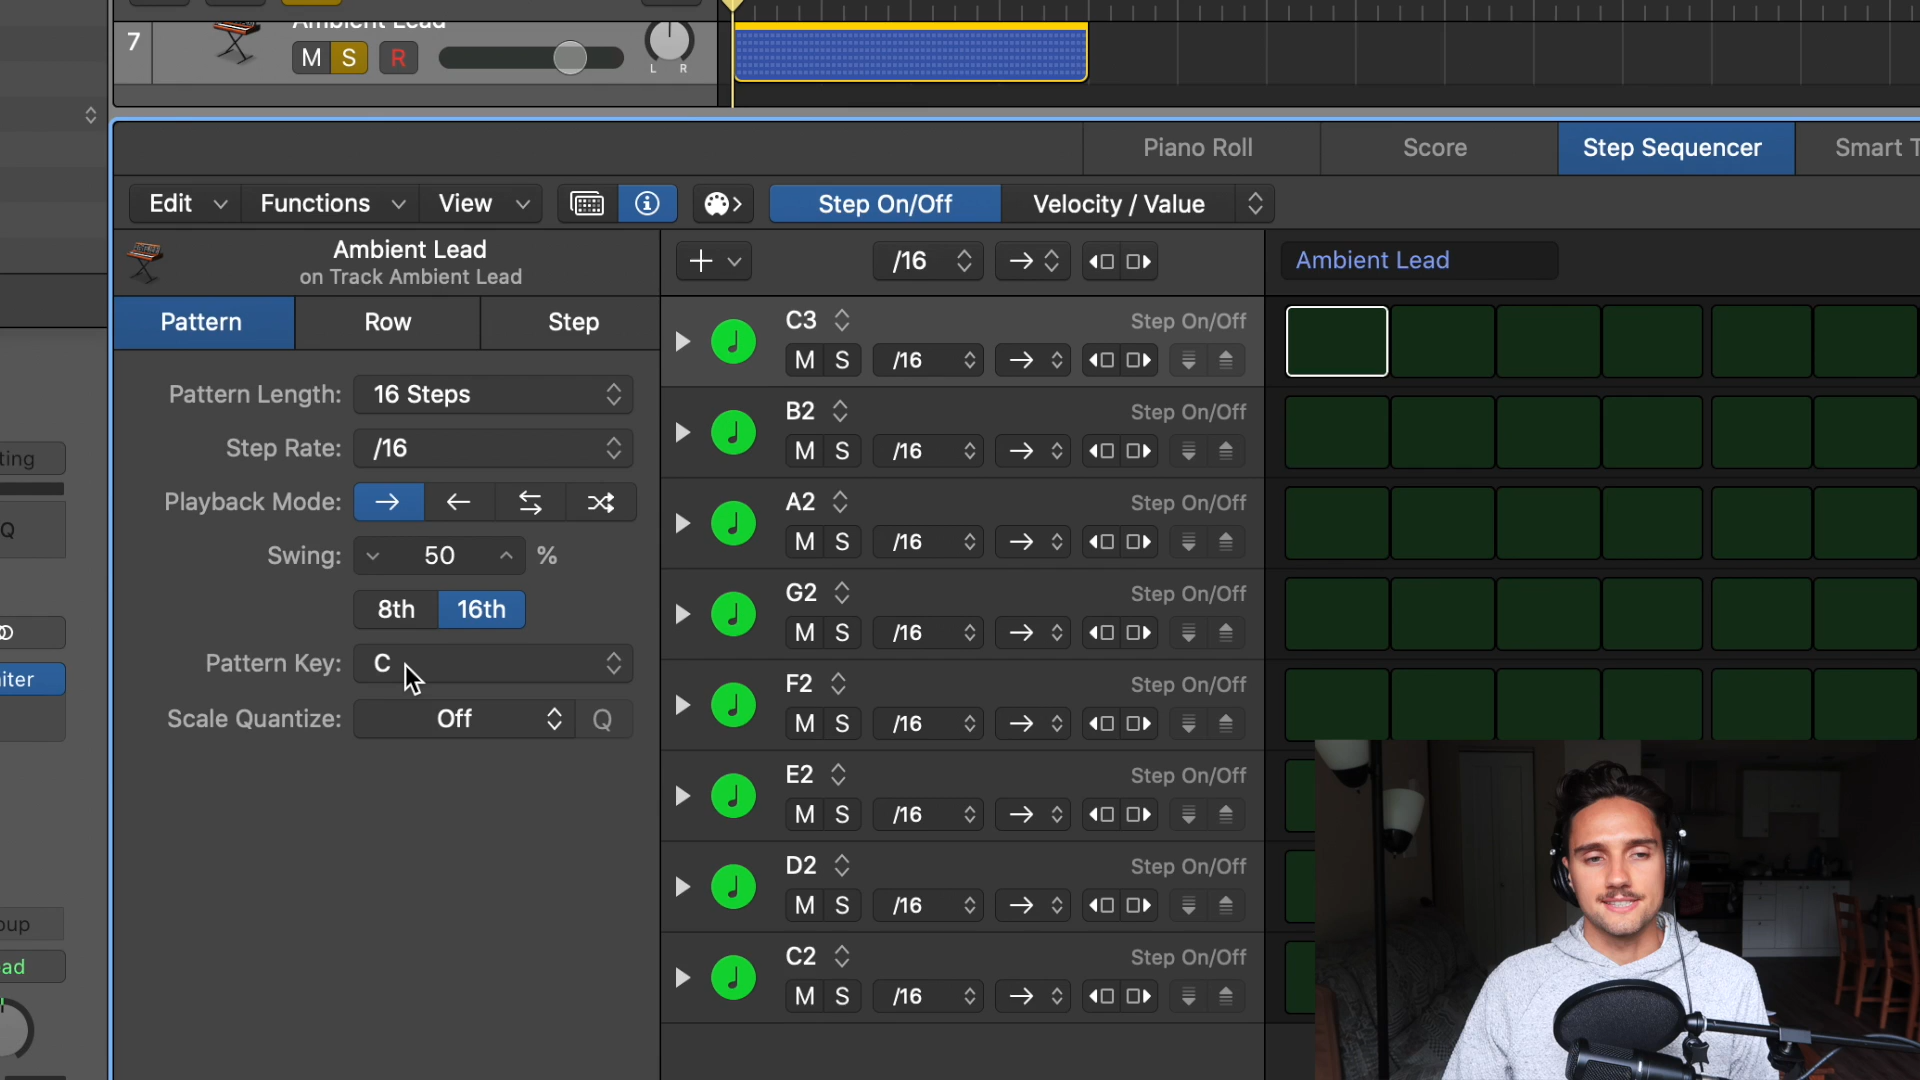 7
M S R
L R
Piano Roll Score Step Sequencer Smart T
Edit Functions View Step On/Off Velocity / Value
Ambient Lead
on Track Ambient Lead
/16
Ambient Lead
Pattern Row Step
Pattern Length: 16 Steps
Step Rate: /16
Playback Mode:
Swing: 50 %
8th 16th
Pattern Key: C
Scale Quantize: Off Q
C3 Step On/Off
M S /16
B2 Step On/Off
M S /16
A2 Step On/Off
M S /16
G2 Step On/Off
M S /16
F2 Step On/Off
M S /16
E2 Step On/Off
M S /16
D2 Step On/Off
M S /16
C2 Step On/Off
M S /16
ting
Q
iter
oup
ad